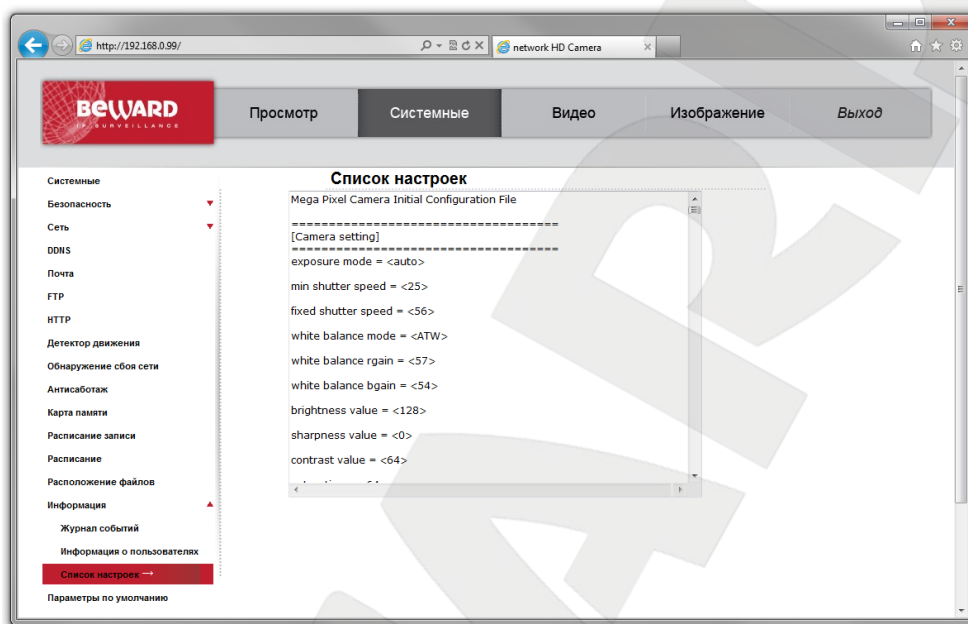 http://192.168.0.99/
network HD Camera
BEWARD
IP SURVEILLANCE
Просмотр
Системные
Видео
Изображение
Выход
Системные
Безопасность
Сеть
DDNS
Почта
FTP
HTTP
Детектор движения
Обнаружение сбоя сети
Антисаботаж
Карта памяти
Расписание записи
Расписание
Расположение файлов
Информация
Журнал событий
Информация о пользователях
Список настроек →
Параметры по умолчанию
Список настроек
Mega Pixel Camera Initial Configuration File
=====================================
[Camera setting]
=====================================
exposure mode = <auto>
min shutter speed = <25>
fixed shutter speed = <56>
white balance mode = <ATW>
white balance rgain = <57>
white balance bgain = <54>
brightness value = <128>
sharpness value = <0>
contrast value = <64>